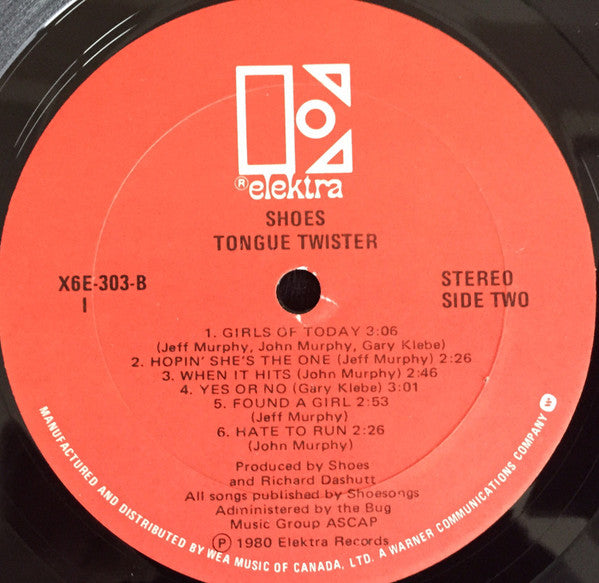 ® elektra
SHOES
TONGUE TWISTER
X6E-303-B
I
STEREO
SIDE TWO
1. GIRLS OF TODAY 3:06
(Jeff Murphy, John Murphy, Gary Klebe)
2. HOPIN' SHE'S THE ONE (Jeff Murphy) 2:26
3. WHEN IT HITS (John Murphy) 2:46
4. YES OR NO (Gary Klebe) 3:01
5. FOUND A GIRL 2:53
(Jeff Murphy)
6. HATE TO RUN 2:26
(John Murphy)
Produced by Shoes
and Richard Dashutt
All songs published by Shoesongs
Administered by the Bug
Music Group ASCAP
Ⓟ 1980 Elektra Records
MANUFACTURED AND DISTRIBUTED BY WEA MUSIC OF CANADA, LTD. A WARNER COMMUNICATIONS COMPANY